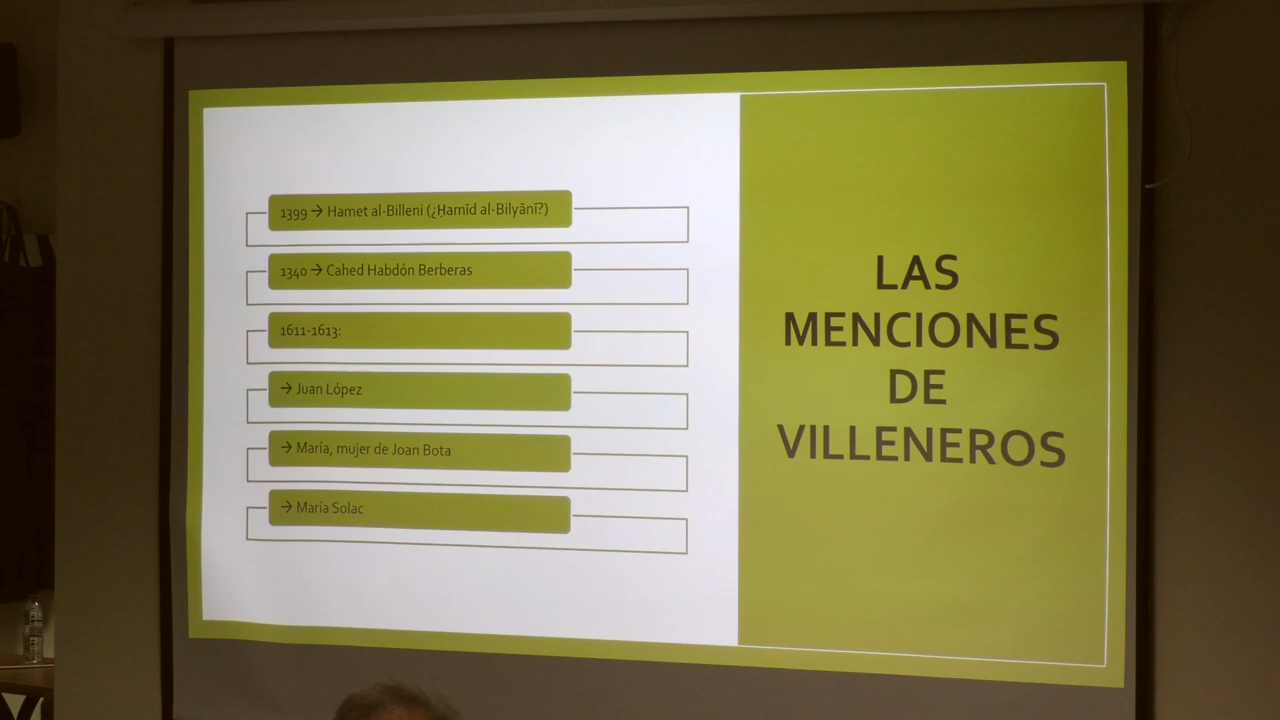 1399 → Hamet al-Billeni (¿Ḥamīd al-Bilyānī?)
1340 → Cahed Habdón Berberas
1611-1613:
→ Juan López
→ María, mujer de Joan Bota
→ María Solac
LAS
MENCIONES
DE
VILLENEROS